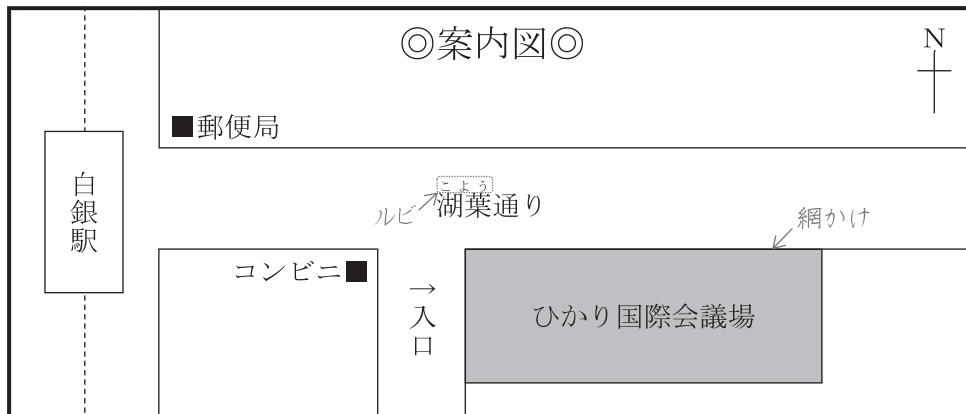 ◎案内図◎
N
■郵便局
白銀駅
こよう
湖葉通り
ルビ
網かけ
コンビニ■
→入口
ひかり国際会議場